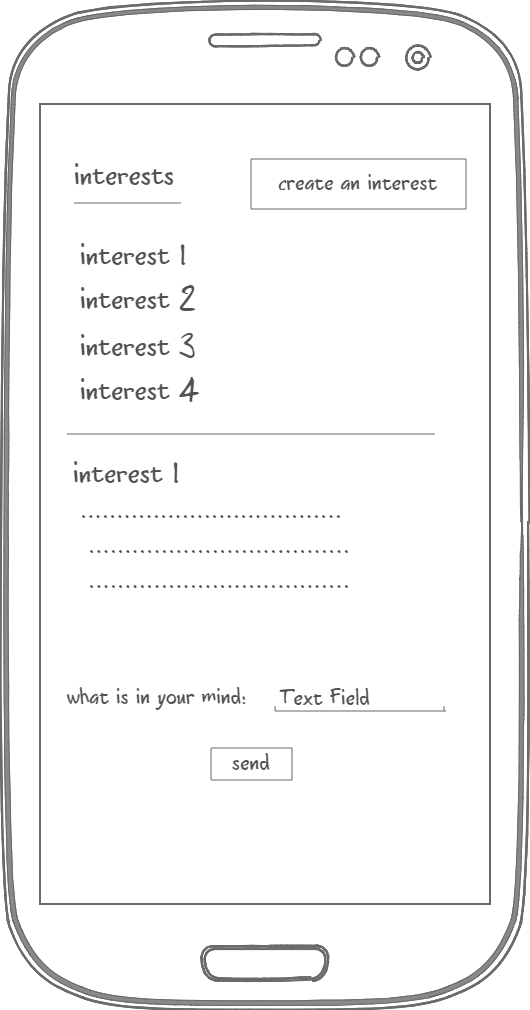 interests
create an interest
interest 1
interest 2
interest 3
interest 4
interest 1
....................................
....................................
....................................
what is in your mind: Text Field
send